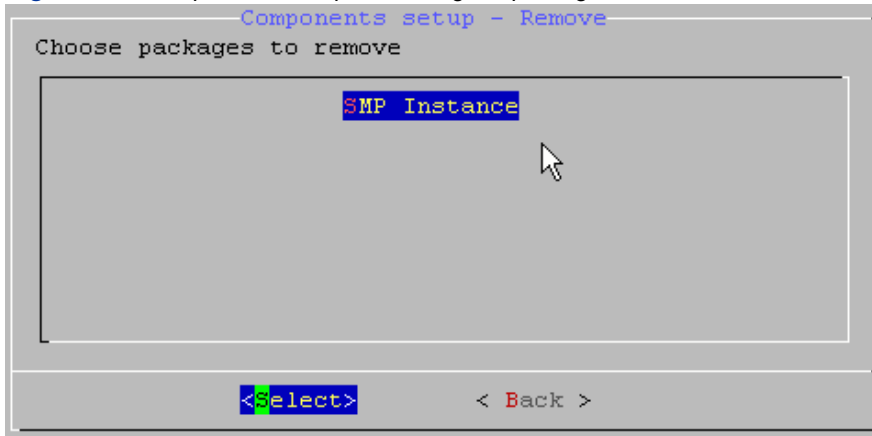 Components setup - Remove
Choose packages to remove
SMP Instance
<Select> < Back >